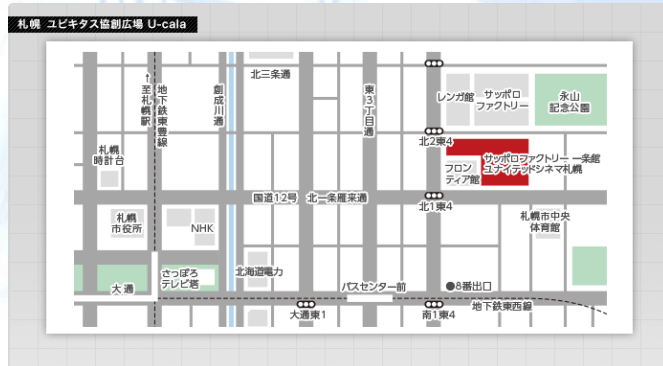 札幌 ユビキタス協創広場 U-cala
北三条通
↑至札幌駅
地下鉄東豊線
創成川通
東3丁目通
レンガ館
サッポロ
ファクトリー
永山
記念公園
北2東4
札幌
時計台
フロン
ティア館
サッポロファクトリー 一条館
ユナイテッドシネマ札幌
国道12号
北一条雁来通
北1東4
札幌
市役所
NHK
札幌市中央
体育館
さっぽろ
テレビ塔
北海道電力
大通
バスセンター前
●8番出口
大通東1
南1東4
地下鉄東西線